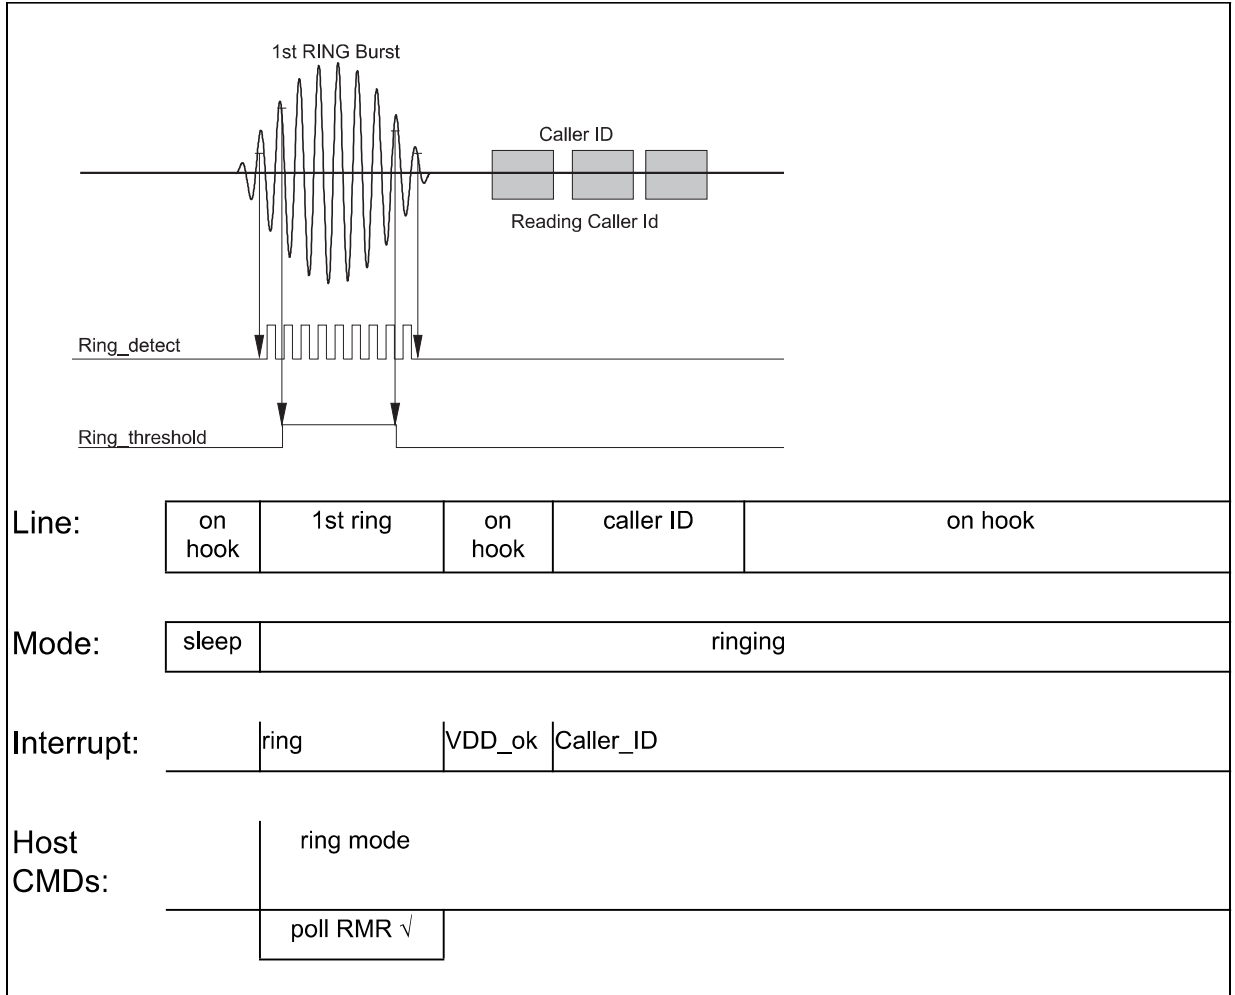 1st RING Burst
Caller ID
Reading Caller Id
Ring_detect
Ring_threshold
Line:
on
hook
1st ring
on
hook
caller ID
on hook
Mode:
sleep
ringing
Interrupt:
ring
VDD_ok
Caller_ID
Host
CMDs:
ring mode
poll RMR √